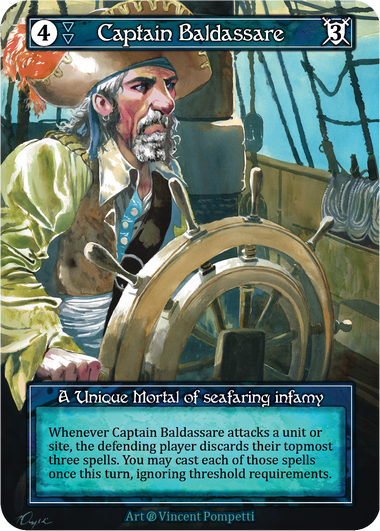 4 Captain Baldassare 3
A Unique Mortal of seafaring infamy
Whenever Captain Baldassare attacks a unit or
site, the defending player discards their topmost
three spells. You may cast each of those spells
once this turn, ignoring threshold requirements.
Art @ Vincent Pompetti